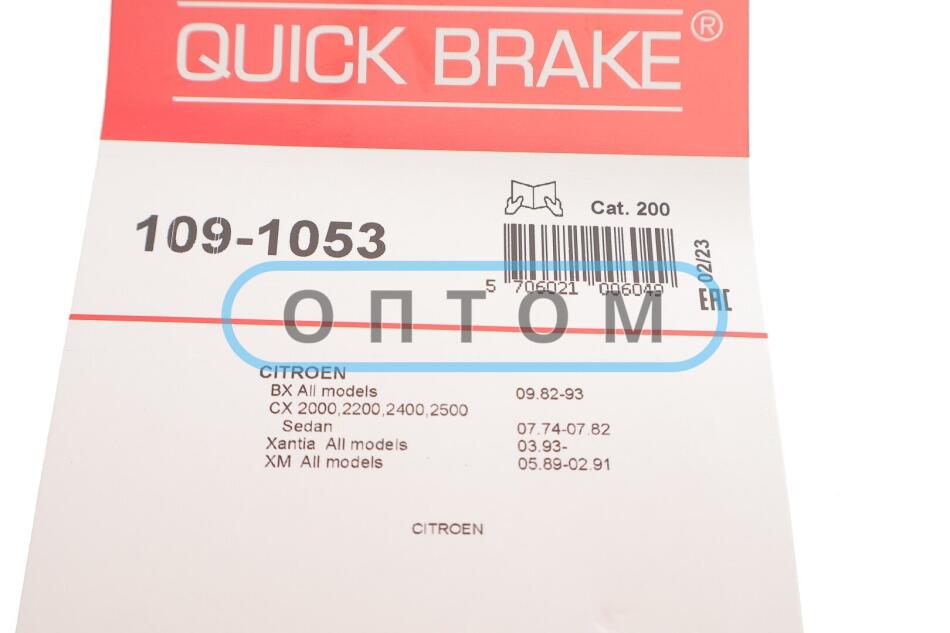 QUICK BRAKE®
109-1053
Cat. 200
5 706021 006049
02/23
EAC
ОПТОМ
CITROEN
BX All models 09.82-93
CX 2000,2200,2400,2500
Sedan 07.74-07.82
Xantia All models 03.93-
XM All models 05.89-02.91
CITROEN